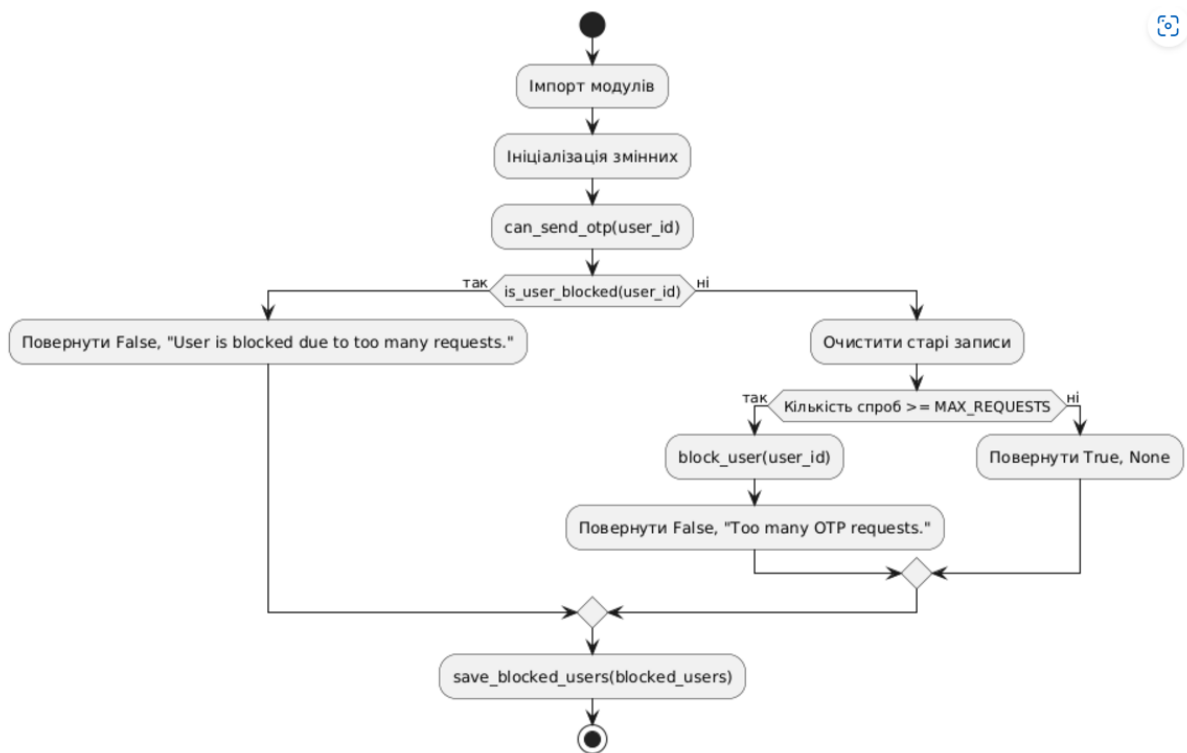 Імпорт модулів
Ініціалізація змінних
can_send_otp(user_id)
так
is_user_blocked(user_id)
ні
Повернути False, "User is blocked due to too many requests."
Очистити старі записи
так
Кількість спроб >= MAX_REQUESTS
ні
block_user(user_id)
Повернути True, None
Повернути False, "Too many OTP requests."
save_blocked_users(blocked_users)